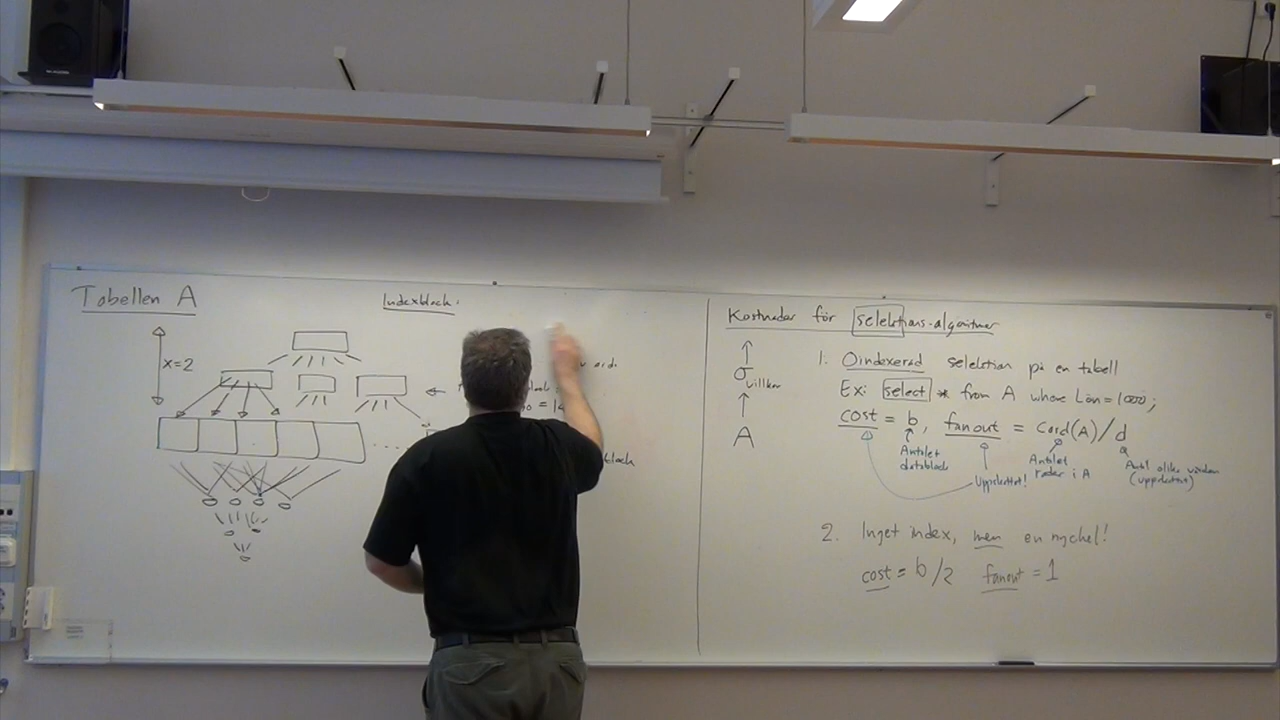 Tabellen A
Indexblock:
x=2
Kostnader för selektions-algoritmer
σvillkor
A
1. Oindexerad selektion på en tabell
Ex: select * from A where Lön=1000;
cost = b, fanout = Card(A)/d
Antalet datablock
Uppskattat!
Antalet rader i A
Antal olika värden (uppskattn)
2. Inget index, men en nyckel!
cost = b/2 fanout = 1